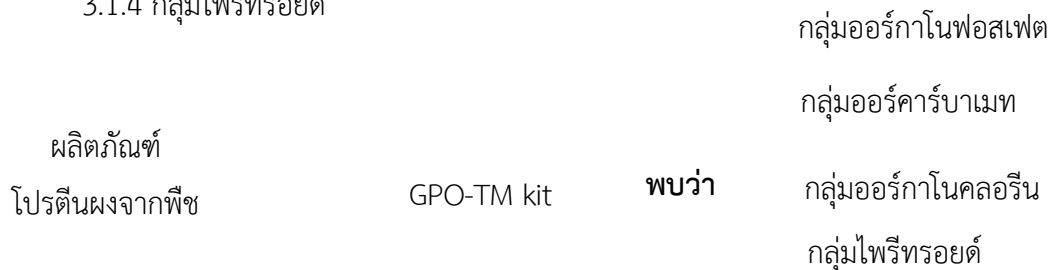 3.1.4 กลุ่มไพรีทรอยด์
กลุ่มออร์กาโนฟอสเฟต
กลุ่มออร์คาร์บาเมท
ผลิตภัณฑ์
โปรตีนผงจากพืช
GPO-TM kit
พบว่า
กลุ่มออร์กาโนคลอรีน
กลุ่มไพรีทรอยด์